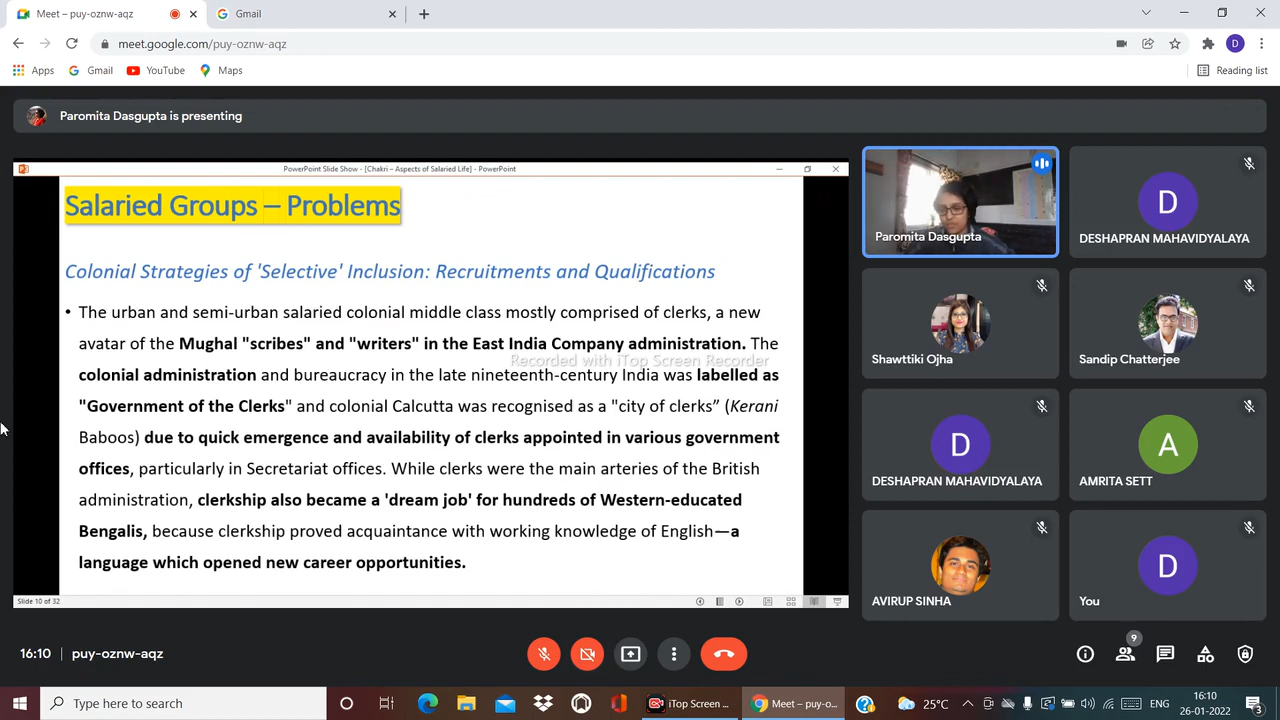 Meet – puy-oznw-aqz
Gmail
meet.google.com/puy-oznw-aqz
D
Apps
Gmail
YouTube
Maps
Reading list
Paromita Dasgupta is presenting
PowerPoint Slide Show - [Chakri – Aspects of Salaried Life] - PowerPoint
Salaried Groups – Problems
Colonial Strategies of 'Selective' Inclusion: Recruitments and Qualifications
• The urban and semi-urban salaried colonial middle class mostly comprised of clerks, a new
avatar of the Mughal "scribes" and "writers" in the East India Company administration. The
Recorded with iTop Screen Recorder
colonial administration and bureaucracy in the late nineteenth-century India was labelled as
"Government of the Clerks" and colonial Calcutta was recognised as a "city of clerks” (Kerani
Baboos) due to quick emergence and availability of clerks appointed in various government
offices, particularly in Secretariat offices. While clerks were the main arteries of the British
administration, clerkship also became a 'dream job' for hundreds of Western-educated
Bengalis, because clerkship proved acquaintance with working knowledge of English—a
language which opened new career opportunities.
Slide 10 of 32
Paromita Dasgupta
D
DESHAPRAN MAHAVIDYALAYA
Shawttiki Ojha
Sandip Chatterjee
D
DESHAPRAN MAHAVIDYALAYA
A
AMRITA SETT
AVIRUP SINHA
D
You
16:10 | puy-oznw-aqz
9
Type here to search
iTop Screen ...
Meet – puy-o...
25°C
ENG
16:10
26-01-2022
3